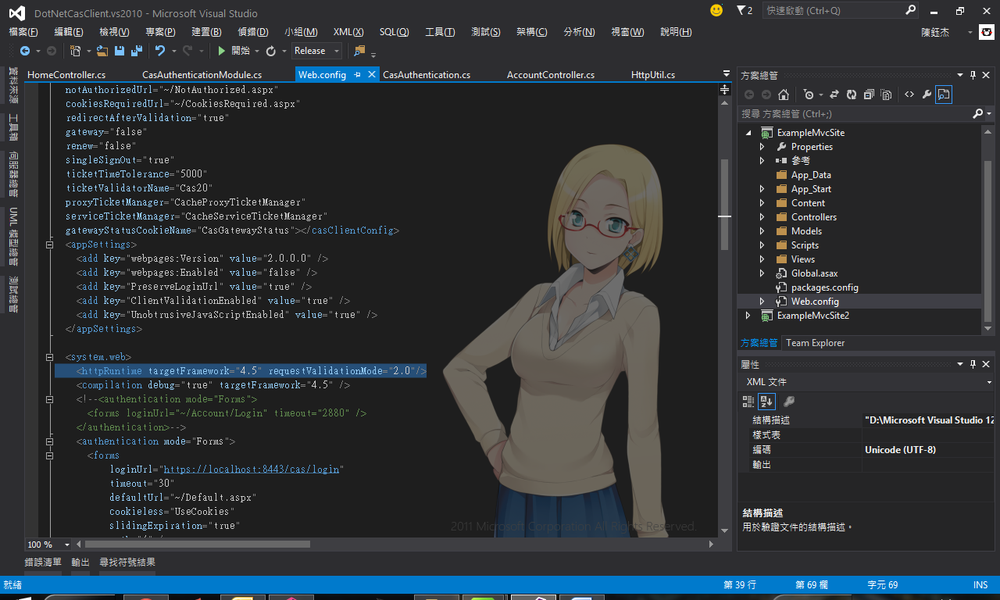 DotNetCasClient.vs2010 - Microsoft Visual Studio
2
快速啟動 (Ctrl+Q)
檔案(F) 編輯(E) 檢視(V) 專案(P) 建置(B) 偵錯(D) 小組(M) XML(X) SQL(Q) 工具(T) 測試(S) 架構(C) 分析(N) 視窗(W) 說明(H)
陳鈺杰
開始 Release
資料來源
工具箱
伺服器總管
UML 模型總管
測試總管
HomeController.cs CasAuthenticationModule.cs Web.config CasAuthentication.cs AccountController.cs HttpUtil.cs
notAuthorizedUrl="~/NotAuthorized.aspx"
cookiesRequiredUrl="~/CookiesRequired.aspx"
redirectAfterValidation="true"
gateway="false"
renew="false"
singleSignOut="true"
ticketTimeTolerance="5000"
ticketValidatorName="Cas20"
proxyTicketManager="CacheProxyTicketManager"
serviceTicketManager="CacheServiceTicketManager"
gatewayStatusCookieName="CasGatewayStatus"></casClientConfig>
<appSettings>
<add key="webpages:Version" value="2.0.0.0" />
<add key="webpages:Enabled" value="false" />
<add key="PreserveLoginUrl" value="true" />
<add key="ClientValidationEnabled" value="true" />
<add key="UnobtrusiveJavaScriptEnabled" value="true" />
</appSettings>
<system.web>
<httpRuntime targetFramework="4.5" requestValidationMode="2.0"/>
<compilation debug="true" targetFramework="4.5" />
<!--<authentication mode="Forms">
<forms loginUrl="~/Account/Login" timeout="2880" />
</authentication>-->
<authentication mode="Forms">
<forms
loginUrl="https://localhost:8443/cas/login"
timeout="30"
defaultUrl="~/Default.aspx"
cookieless="UseCookies"
slidingExpiration="true"
2011 Microsoft Corporation All Rights Reserved.
100 %
方案總管
搜尋 方案總管 (Ctrl+;)
ExampleMvcSite
Properties
參考
App_Data
App_Start
Content
Controllers
Models
Scripts
Views
Global.asax
packages.config
Web.config
ExampleMvcSite2
方案總管 Team Explorer
屬性
XML 文件
結構描述 "D:\Microsoft Visual Studio 12
樣式表
編碼 Unicode (UTF-8)
輸出
結構描述
用於驗證文件的結構描述。
錯誤清單 輸出 尋找符號結果
就緒 第 39 行 第 69 欄 字元 69 INS